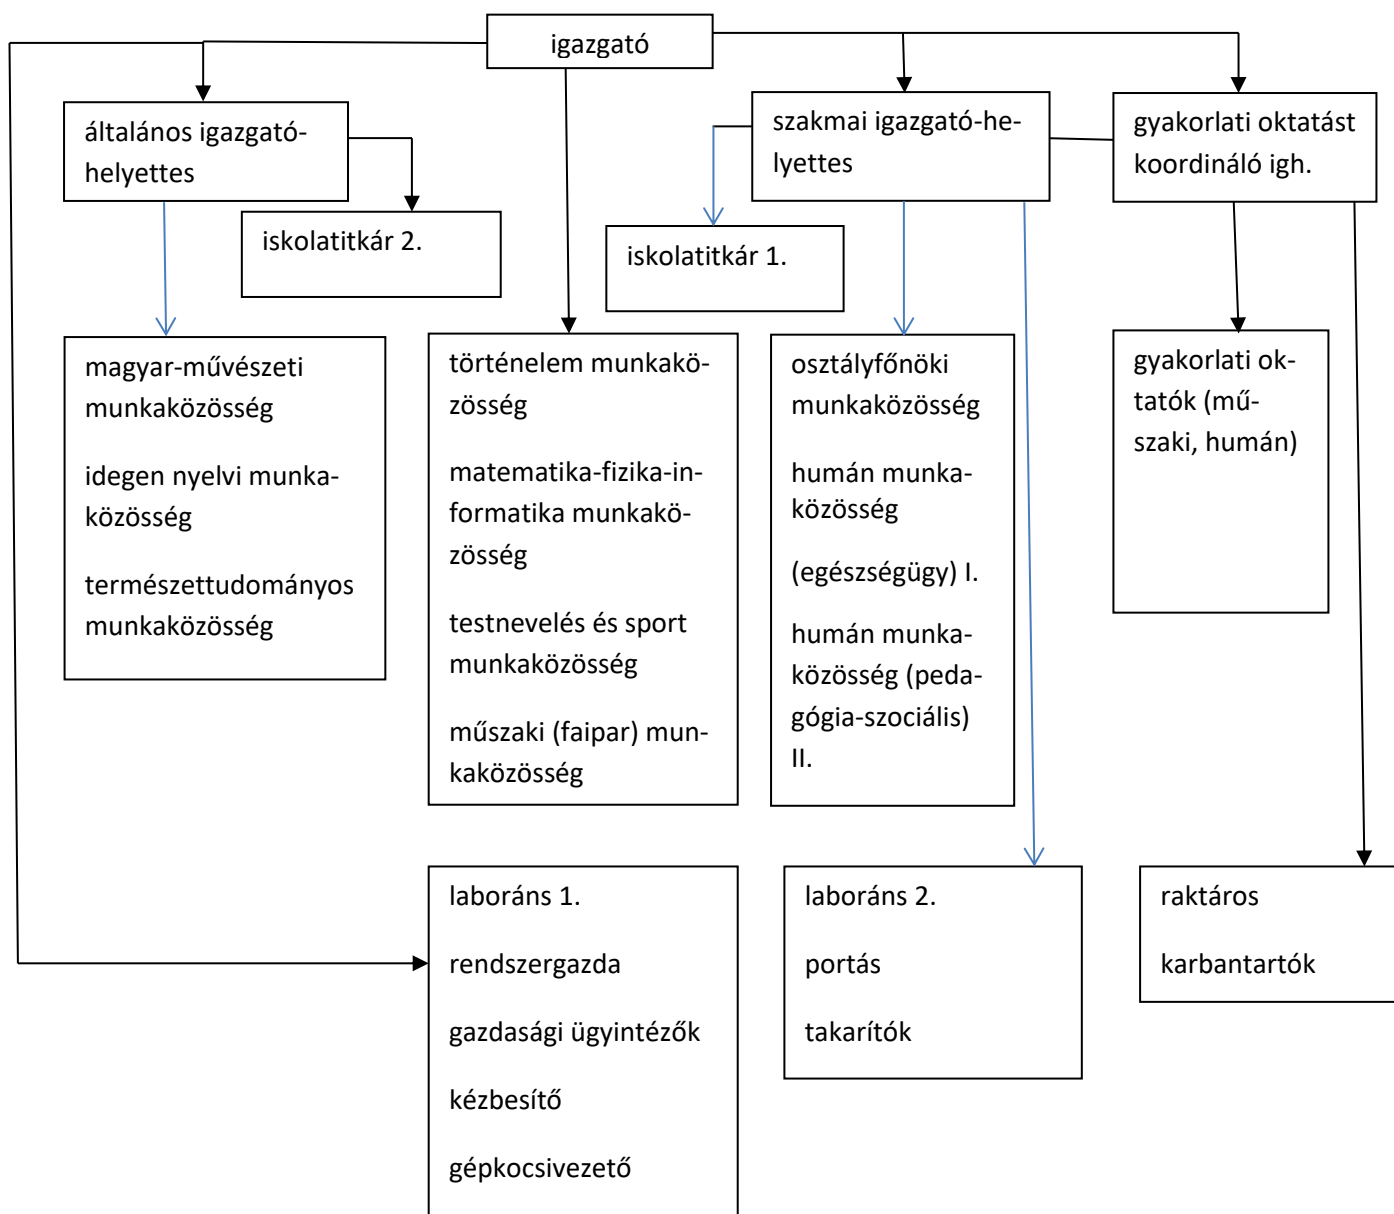 igazgató
általános igazgató-
helyettes
szakmai igazgató-he-
lyettes
gyakorlati oktatást
koordináló igh.
iskolatitkár 2.
iskolatitkár 1.
magyar-művészeti
munkaközösség
idegen nyelvi munka-
közösség
természettudományos
munkaközösség
történelem munkakö-
zösség
matematika-fizika-in-
formatika munkakö-
zösség
testnevelés és sport
munkaközösség
műszaki (faipar) mun-
kaközösség
osztályfőnöki
munkaközösség
humán munka-
közösség
(egészségügy) I.
humán munka-
közösség (peda-
gógia-szociális)
II.
gyakorlati ok-
tatók (mű-
szaki, humán)
laboráns 1.
rendszergazda
gazdasági ügyintézők
kézbesítő
gépkocsivezető
laboráns 2.
portás
takarítók
raktáros
karbantartók